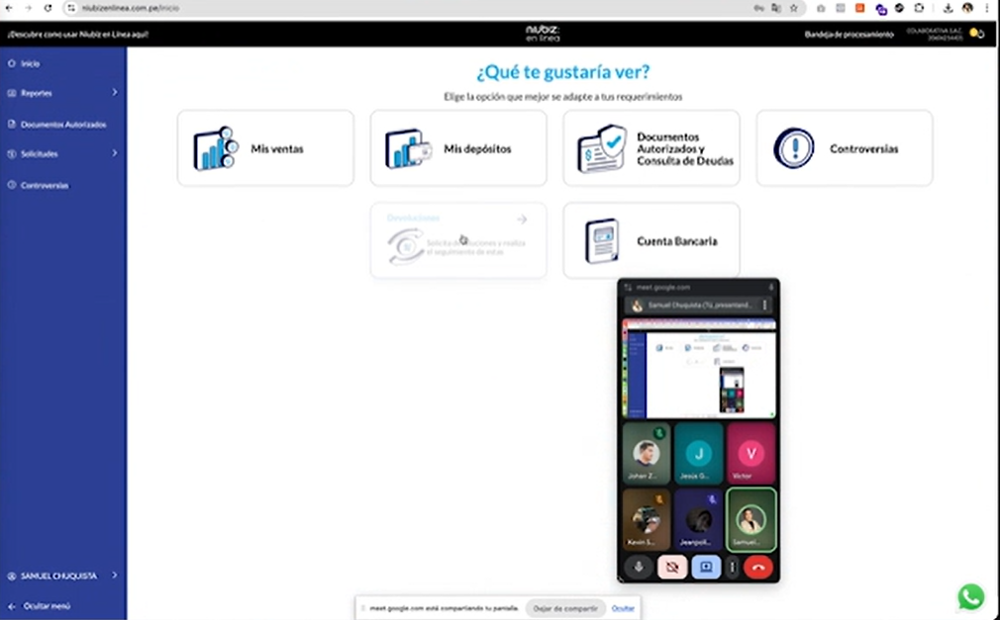 niubizenlinea.com.pe/inicio
¡Descubre como usar Niubiz en Línea aquí!
niubiz:
en línea
Bandeja de procesamiento
COLABORATIVA S.A.C.
Inicio
Reportes
Documentos Autorizados
Solicitudes
Controversias
¿Qué te gustaría ver?
Elige la opción que mejor se adapte a tus requerimientos
Mis ventas
Mis depósitos
Documentos
Autorizados y
Consulta de Deudas
Controversias
Devoluciones
Solicita devoluciones y realiza
el seguimiento de estas
Cuenta Bancaria
meet.google.com
Samuel Chuquista (Tú, presentand...
Johan Z...
J
Jesús G...
V
Victor
Kevin S...
Jeanpoll...
Samuel...
SAMUEL CHUQUISTA
Ocultar menú
meet.google.com está compartiendo tu pantalla.
Dejar de compartir
Ocultar